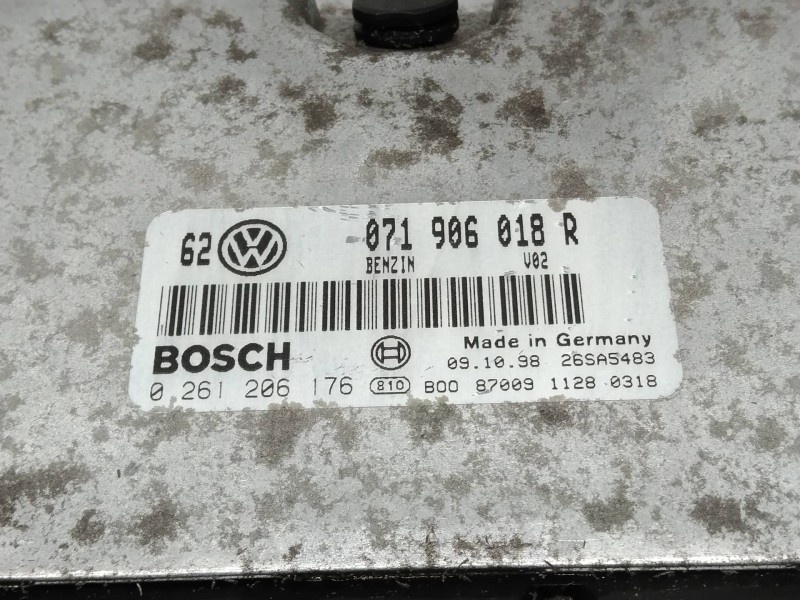 62 VW 071 906 018 R
BENZIN V02
BOSCH Made in Germany
09.10.98 26SA5483
0 261 206 176 810 B00 87009 1128 0318